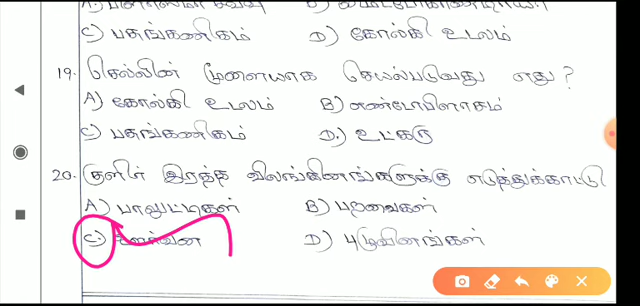 C) பசுங்கணிகம் D) கோல்கி உடலம்
19. செல்லின் மூளையாக செயல்படுவது எது?
A) கோல்கி உடலம் B) எண்டோபிளாசம்
C) பசுங்கணிகம் D.) உட்கரு
20. குளிர் இரத்த விலங்கினங்களுக்கு எடுத்துக்காட்டு
A) பாலூட்டிகள் B) பறவைகள்
C) ஊர்வன D) புழுவினங்கள்